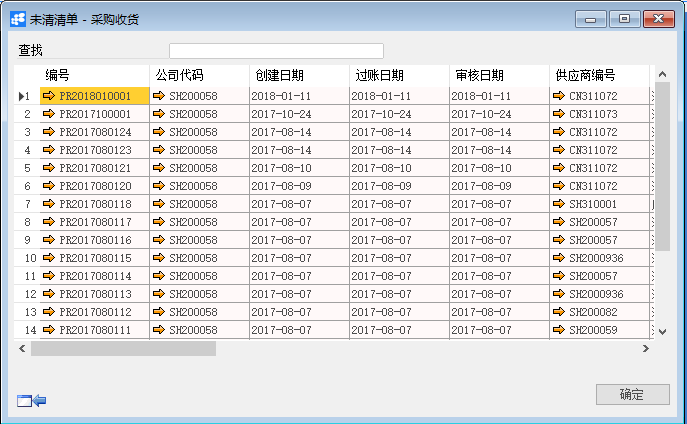 未清清单 - 采购收货
查找
编号 公司代码 创建日期 过账日期 审核日期 供应商编号
1 PR2018010001 SH200058 2018-01-11 2018-01-11 2018-01-11 CN311072
2 PR2017100001 SH200058 2017-10-24 2017-10-24 2017-10-24 CN311073
3 PR2017080124 SH200058 2017-08-14 2017-08-14 2017-08-14 CN311072
4 PR2017080123 SH200058 2017-08-14 2017-08-14 2017-08-14 CN311072
5 PR2017080121 SH200058 2017-08-10 2017-08-10 2017-08-10 CN311072
6 PR2017080120 SH200058 2017-08-09 2017-08-09 2017-08-09 CN311072
7 PR2017080118 SH200058 2017-08-07 2017-08-07 2017-08-07 SH310001
8 PR2017080117 SH200058 2017-08-07 2017-08-07 2017-08-07 SH200057
9 PR2017080116 SH200058 2017-08-07 2017-08-07 2017-08-07 SH200057
10 PR2017080115 SH200058 2017-08-07 2017-08-07 2017-08-07 SH2000936
11 PR2017080114 SH200058 2017-08-07 2017-08-07 2017-08-07 SH200057
12 PR2017080113 SH200058 2017-08-07 2017-08-07 2017-08-07 SH2000936
13 PR2017080112 SH200058 2017-08-07 2017-08-07 2017-08-07 SH200082
14 PR2017080111 SH200058 2017-08-07 2017-08-07 2017-08-07 SH200059
确定